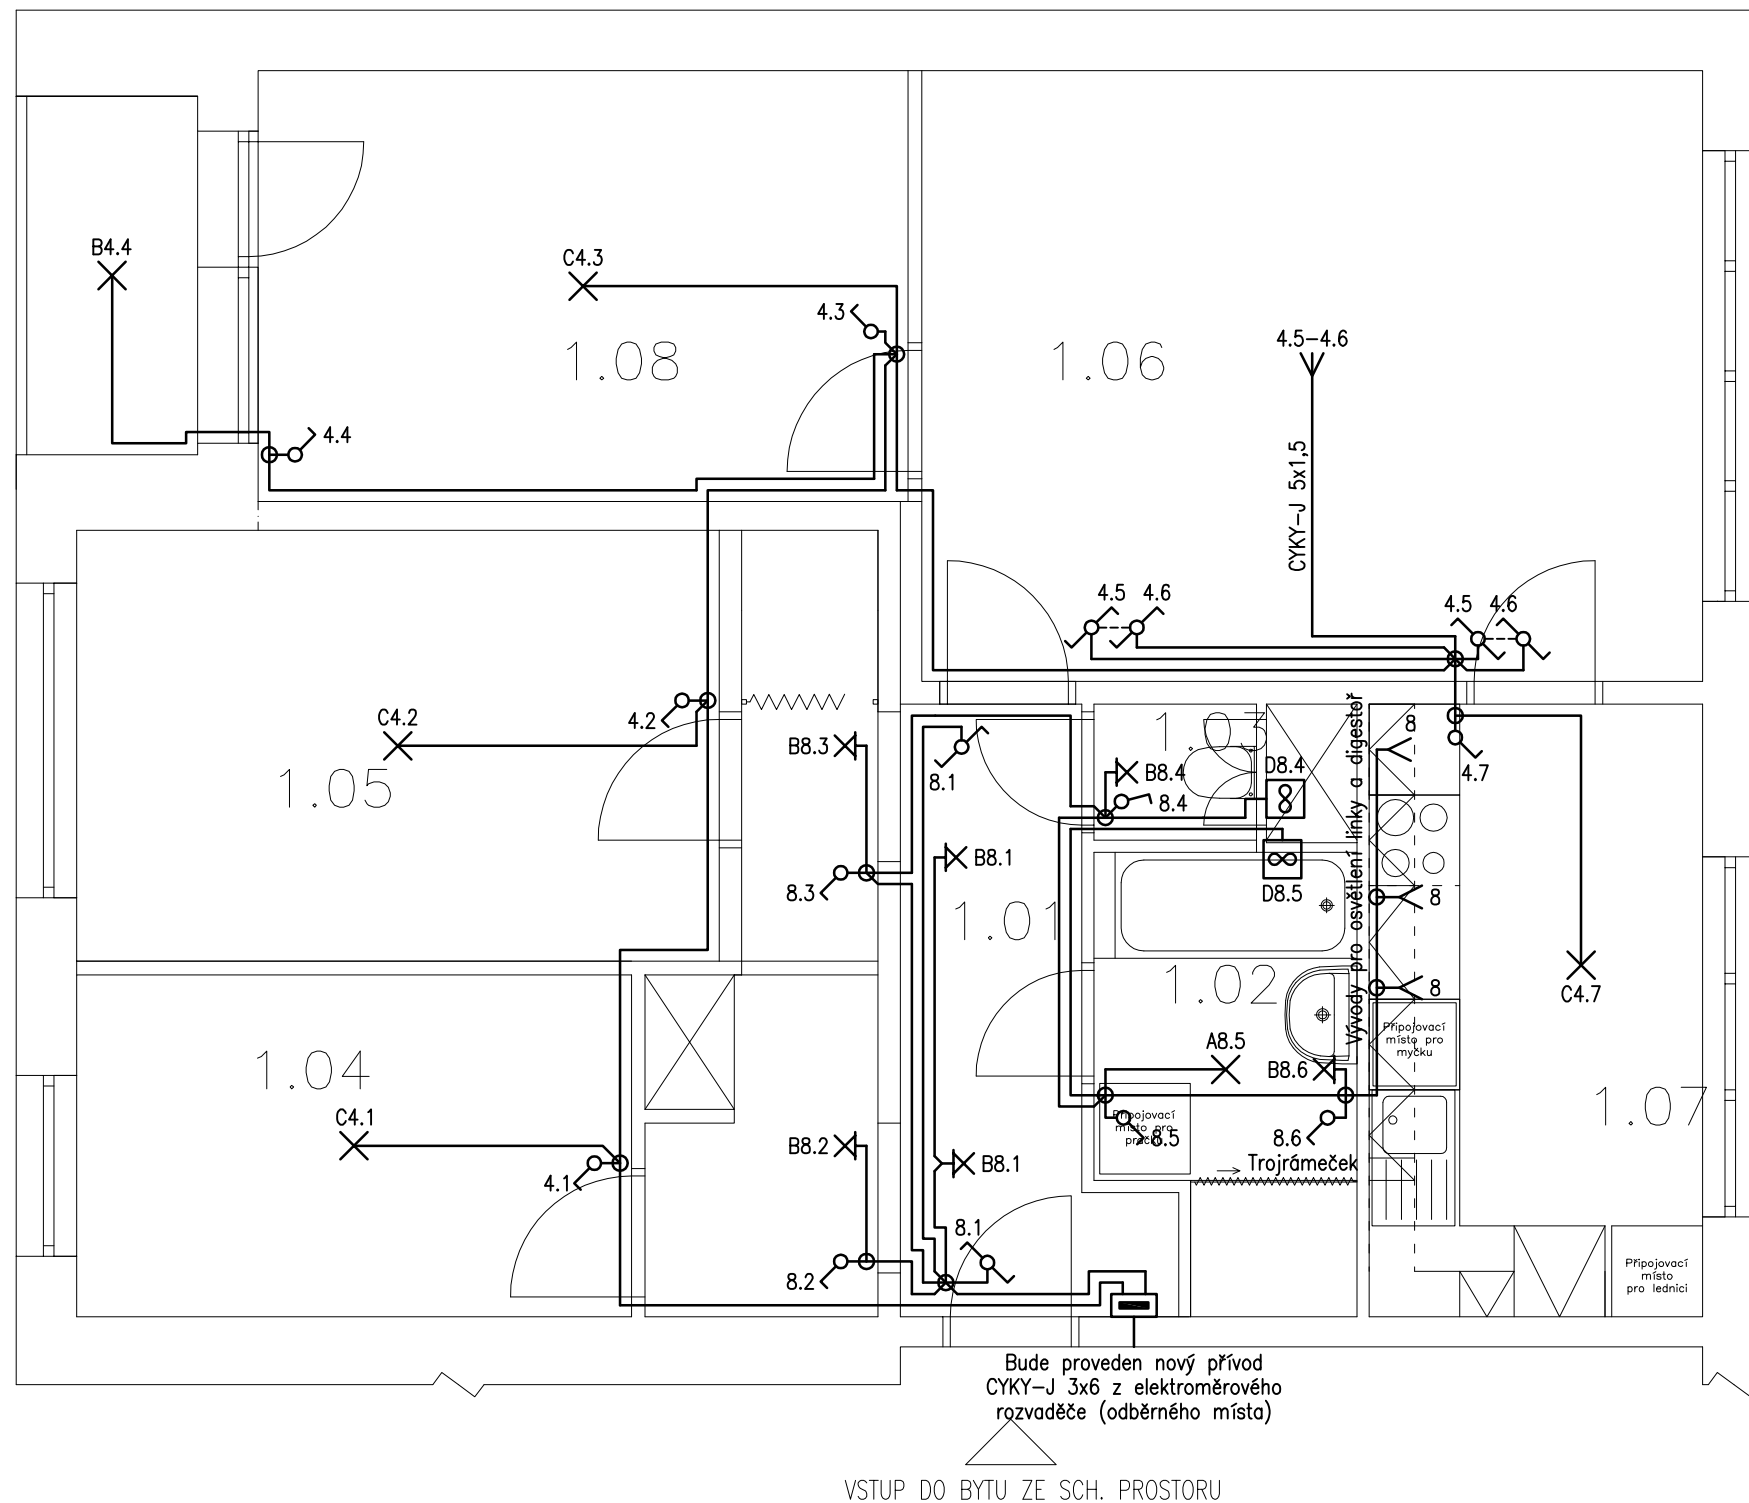 B4.4
C4.3
4.3
1.08
1.06
4.5-4.6
4.4
CYKY-J 5x1,5
4.5
4.6
4.5
4.6
4.2
C4.2
1.05
B8.3
8.1
1.03
B8.4
8.4
D8.4
8
4.7
8.3
B8.1
D8.5
8
1.01
1.02
Vývody pro osvětlení linky a digestoř
8
C4.7
Připojovací
místo pro
myčku
1.04
A8.5
B8.6
1.07
C4.1
4.1
B8.2
Připojovací
místo pro
pračku
8.5
8.6
B8.1
Trojrámeček
8.1
8.2
Připojovací
místo
pro lednici
Bude proveden nový přívod
CYKY-J 3x6 z elektroměrového
rozvaděče (odběrného místa)
VSTUP DO BYTU ZE SCH. PROSTORU